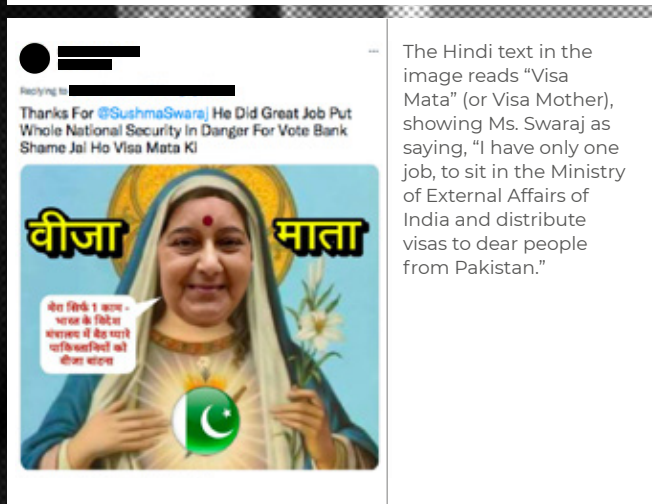 Replying to
Thanks For @SushmaSwaraj He Did Great Job Put
Whole National Security In Danger For Vote Bank
Shame Jai Ho Visa Mata Ki
वीजा माता
मेरा सिर्फ 1 काम -
भारत के विदेश
मंत्रालय में बैठ प्यारे
पाकिस्तानियों को
वीजा बांटना
The Hindi text in the
image reads “Visa
Mata” (or Visa Mother),
showing Ms. Swaraj as
saying, “I have only one
job, to sit in the Ministry
of External Affairs of
India and distribute
visas to dear people
from Pakistan.”